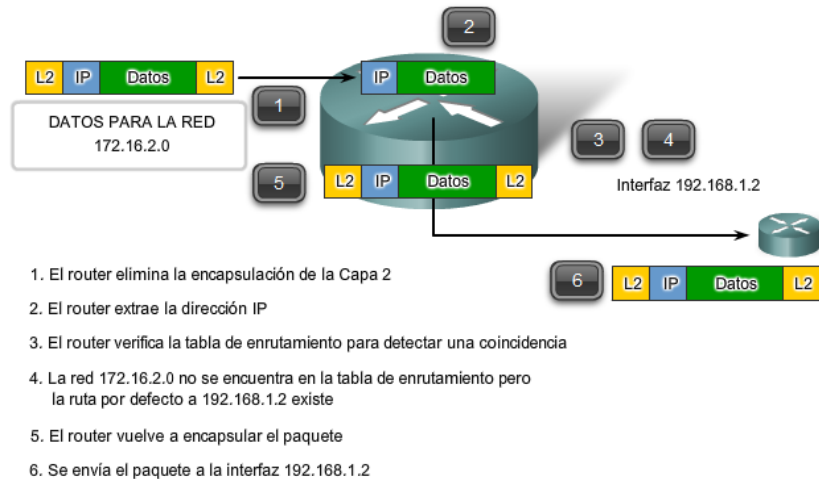 2
L2 IP Datos L2
IP Datos
1
DATOS PARA LA RED
172.16.2.0
3 4
5
L2 IP Datos L2
Interfaz 192.168.1.2
6
L2 IP Datos L2
1. El router elimina la encapsulación de la Capa 2
2. El router extrae la dirección IP
3. El router verifica la tabla de enrutamiento para detectar una coincidencia
4. La red 172.16.2.0 no se encuentra en la tabla de enrutamiento pero
la ruta por defecto a 192.168.1.2 existe
5. El router vuelve a encapsular el paquete
6. Se envía el paquete a la interfaz 192.168.1.2